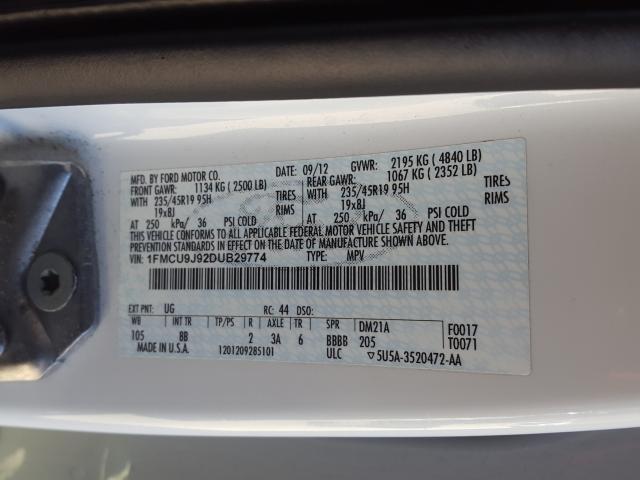 MFD. BY FORD MOTOR CO.
DATE: 09/12 GVWR: 2195 KG ( 4840 LB)
FRONT GAWR: 1134 KG ( 2500 LB) REAR GAWR: 1067 KG ( 2352 LB)
WITH 235/45R19 95H TIRES WITH 235/45R19 95H TIRES
19x8J RIMS 19x8J RIMS
AT 250 kPa/ 36 PSI COLD AT 250 kPa/ 36 PSI COLD
THIS VEHICLE CONFORMS TO ALL APPLICABLE FEDERAL MOTOR VEHICLE SAFETY AND THEFT
PREVENTION STANDARDS IN EFFECT ON THE DATE OF MANUFACTURE SHOWN ABOVE.
VIN: 1FMCU9J92DUB29774 TYPE: MPV
EXT PNT: UG RC: 44 DSO:
WB INT TR TP/PS R AXLE TR SPR DM21A F0017
105 8B 2 3A 6 BBBB 205 T0071
MADE IN U.S.A. 1201209285101 ULC ▽5U5A-3520472-AA